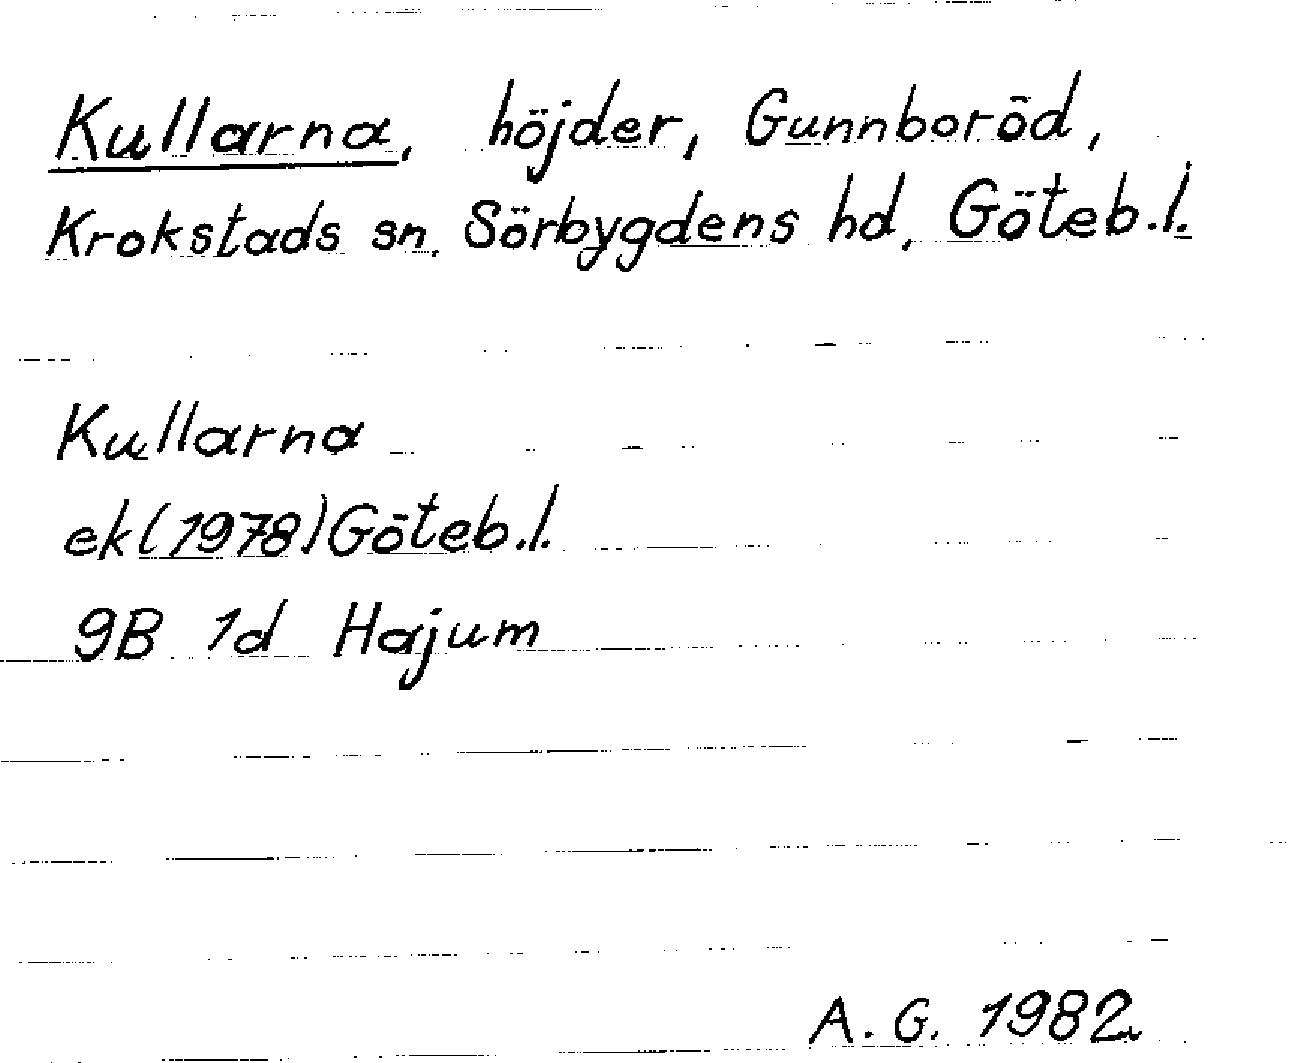 Kullarna, höjder, Gunnboröd,
Krokstads sn. Sörbygdens hd, Göteb.l.
Kullarna
ek(1978)Göteb.l.
9B 1d Hajum
A. G. 1982